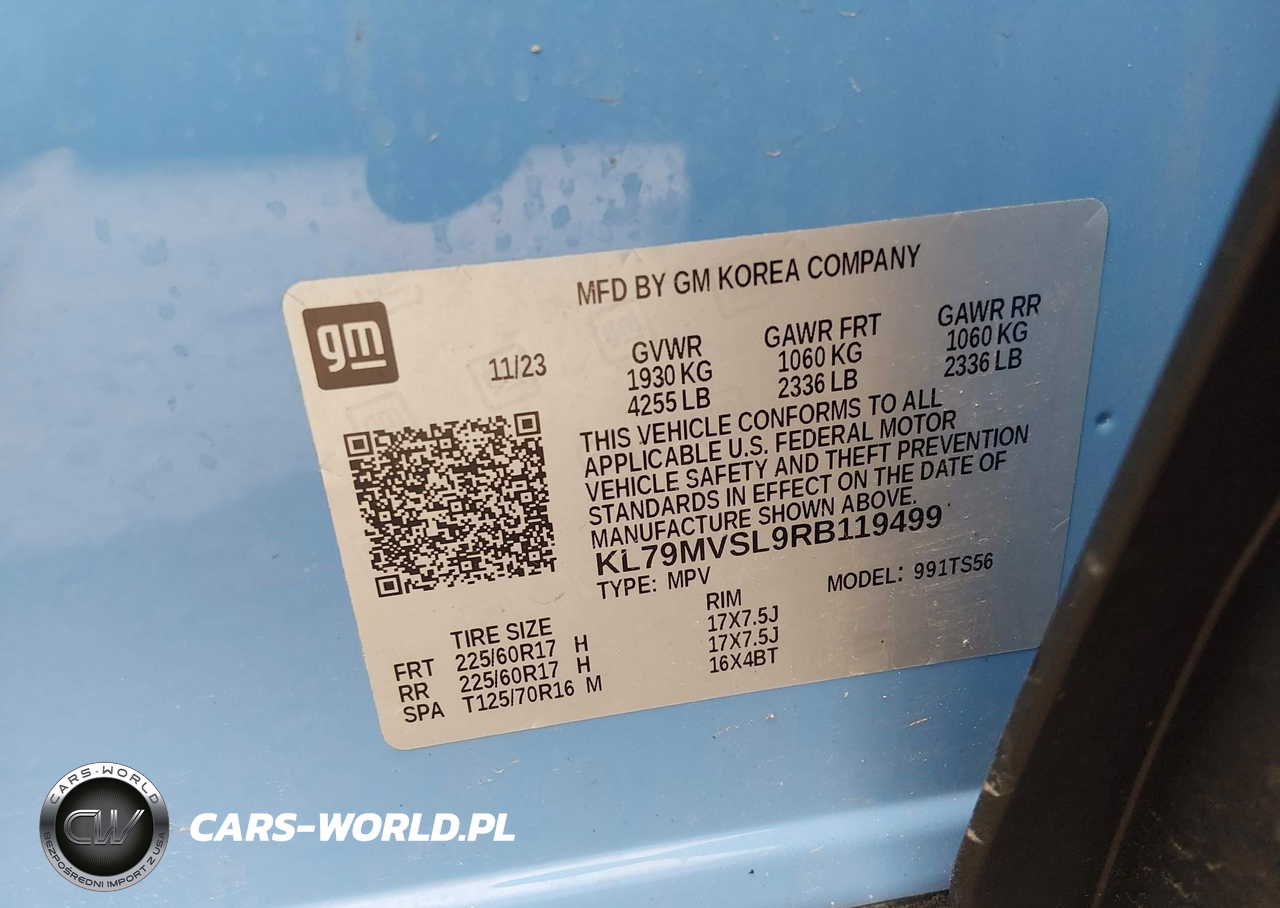 MFD BY GM KOREA COMPANY
gm
11/23
GVWR GAWR FRT GAWR RR
1930 KG 1060 KG 1060 KG
4255 LB 2336 LB 2336 LB
THIS VEHICLE CONFORMS TO ALL
APPLICABLE U.S. FEDERAL MOTOR
VEHICLE SAFETY AND THEFT PREVENTION
STANDARDS IN EFFECT ON THE DATE OF
MANUFACTURE SHOWN ABOVE.
KL79MVSL9RB119499
TYPE: MPV MODEL: 991TS56
TIRE SIZE RIM
FRT 225/60R17 H 17X7.5J
RR 225/60R17 H 17X7.5J
SPA T125/70R16 M 16X4BT
CARS-WORLD
CW
BEZPOŚREDNI IMPORT Z USA
CARS-WORLD.PL